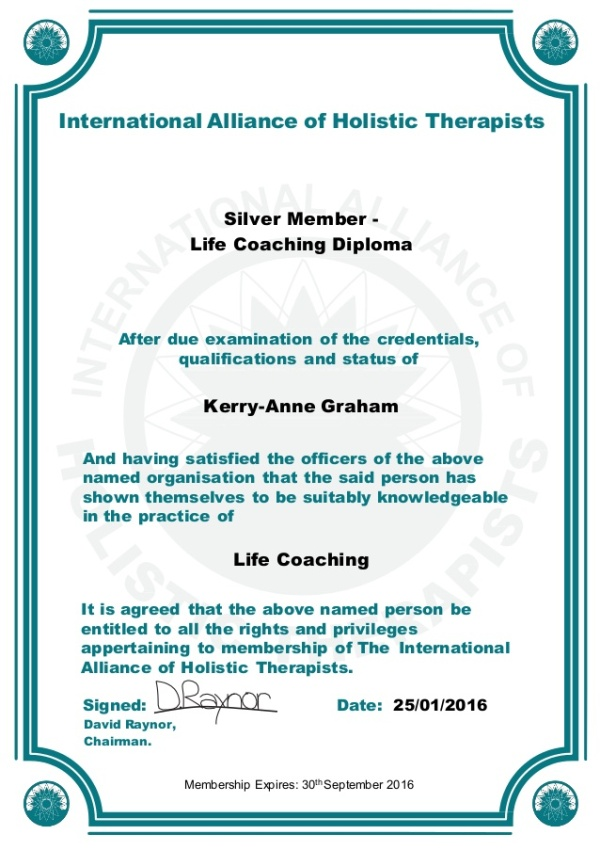 International Alliance of Holistic Therapists
Silver Member -
Life Coaching Diploma
After due examination of the credentials,
qualifications and status of
Kerry-Anne Graham
And having satisfied the officers of the above
named organisation that the said person has
shown themselves to be suitably knowledgeable
in the practice of
Life Coaching
It is agreed that the above named person be
entitled to all the rights and privileges
appertaining to membership of The International
Alliance of Holistic Therapists.
Signed: DRaynor Date: 25/01/2016
David Raynor,
Chairman.
Membership Expires: 30th September 2016
INTERNATIONAL ALLIANCE OF
HOLISTIC THERAPISTS